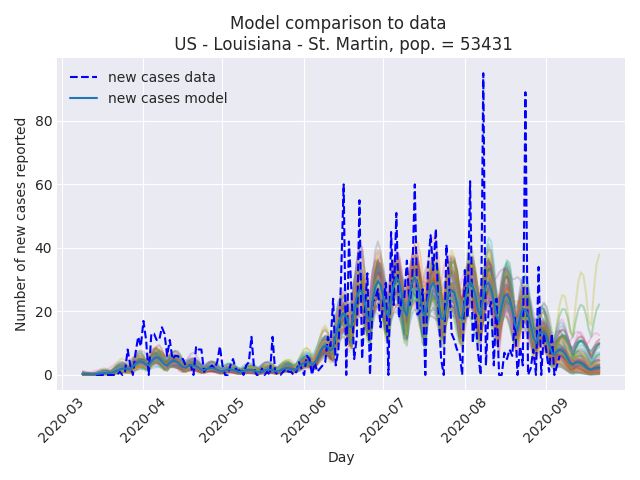 Model comparison to data
US - Louisiana - St. Martin, pop. = 53431
new cases data
new cases model
Number of new cases reported
80
60
40
20
0
2020-03
2020-04
2020-05
2020-06
2020-07
2020-08
2020-09
Day